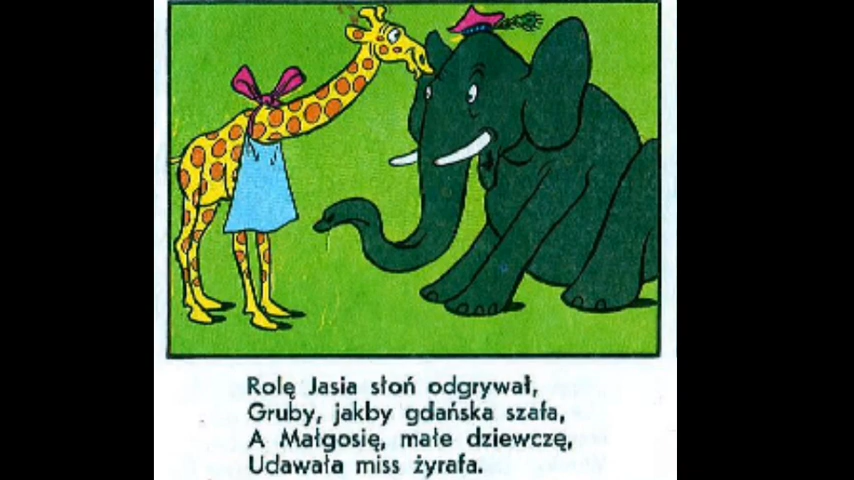 Rolę Jasia słoń odgrywał,
Gruby, jakby gdańska szafa,
A Małgosię, małe dziewczę,
Udawała miss żyrafa.